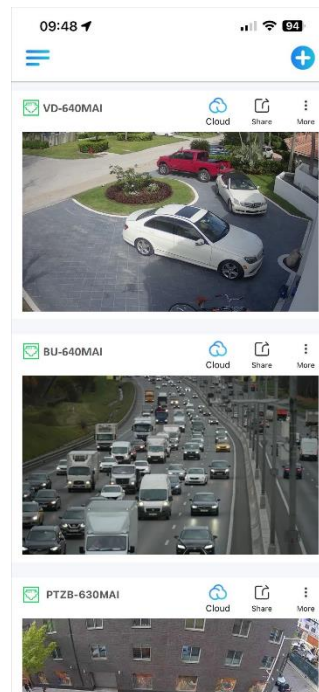 09:48
94
VD-640MAI
Cloud Share More
BU-640MAI
Cloud Share More
PTZB-630MAI
Cloud Share More